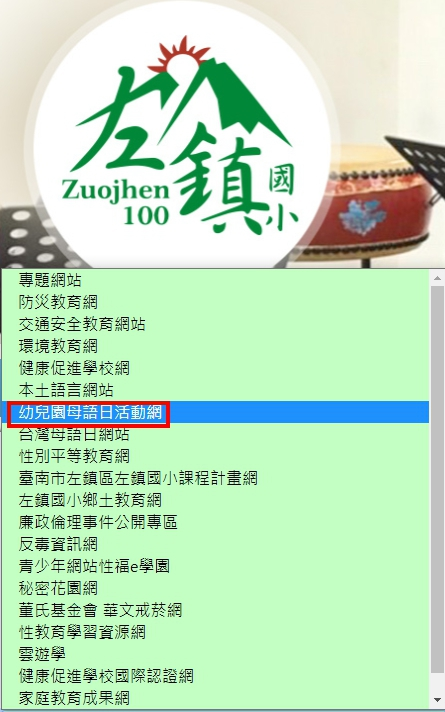 左鎮國小
Zuojhen
100
專題網站
防災教育網
交通安全教育網站
環境教育網
健康促進學校網
本土語言網站
幼兒園母語日活動網
台灣母語日網站
性別平等教育網
臺南市左鎮區左鎮國小課程計畫網
左鎮國小鄉土教育網
廉政倫理事件公開專區
反毒資訊網
青少年網站性福e學園
秘密花園網
董氏基金會 華文戒菸網
性教育學習資源網
雲遊學
健康促進學校國際認證網
家庭教育成果網